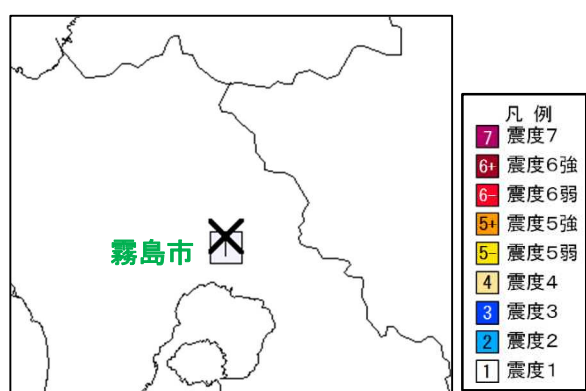 霧島市
1
凡 例
7 震度7
6+ 震度6強
6- 震度6弱
5+ 震度5強
5- 震度5弱
4 震度4
3 震度3
2 震度2
1 震度1